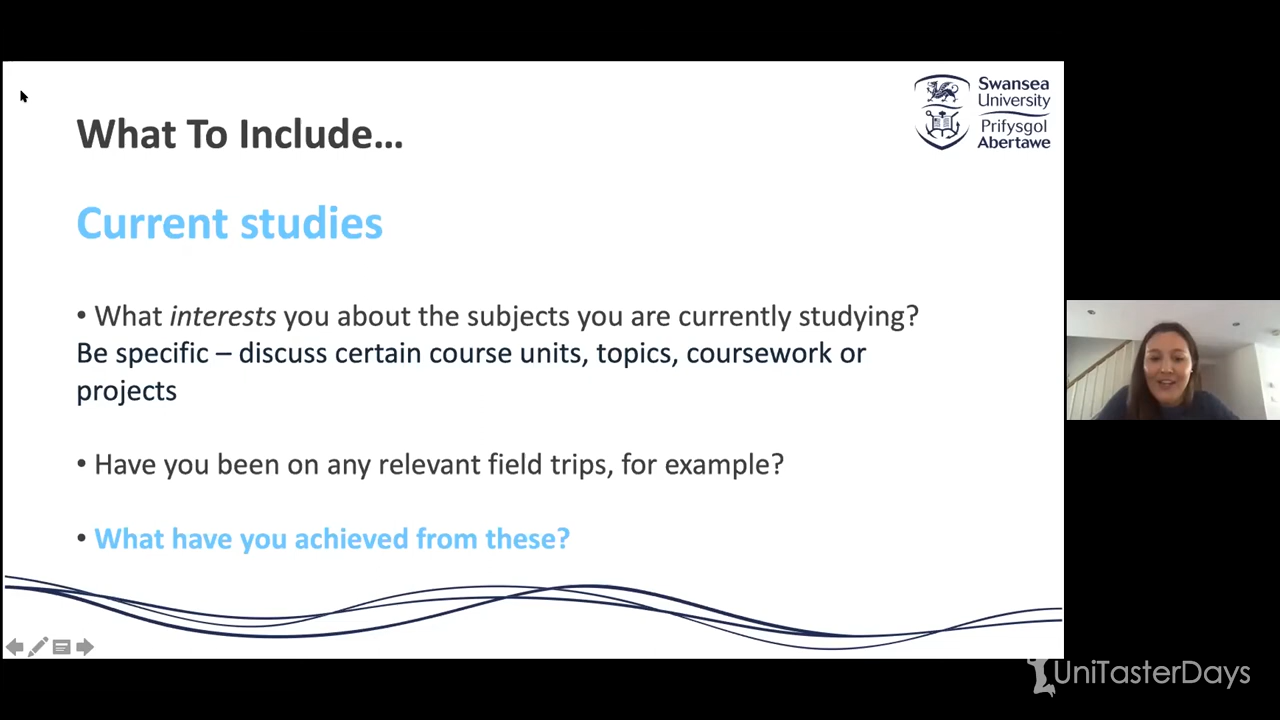 Swansea
University
Prifysgol
Abertawe
What To Include...
Current studies
• What interests you about the subjects you are currently studying?
Be specific – discuss certain course units, topics, coursework or
projects
• Have you been on any relevant field trips, for example?
• What have you achieved from these?
UniTasterDays